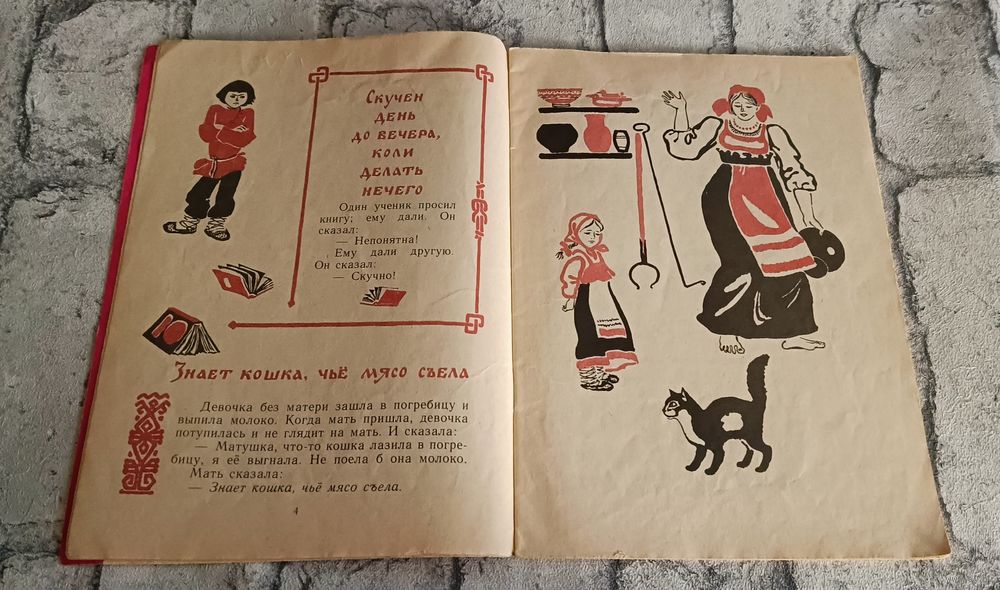 Скучен
день
до вечера,
коли
делать
нечего
Один ученик просил
книгу; ему дали. Он
сказал:
— Непонятна!
Ему дали другую.
Он сказал:
— Скучно!
Знает кошка, чьё мясо съела
Девочка без матери зашла в погребицу и
выпила молоко. Когда мать пришла, девочка
потупилась и не глядит на мать. И сказала:
— Матушка, что-то кошка лазила в погре-
бицу, я её выгнала. Не поела б она молоко.
Мать сказала:
— Знает кошка, чьё мясо съела.
4